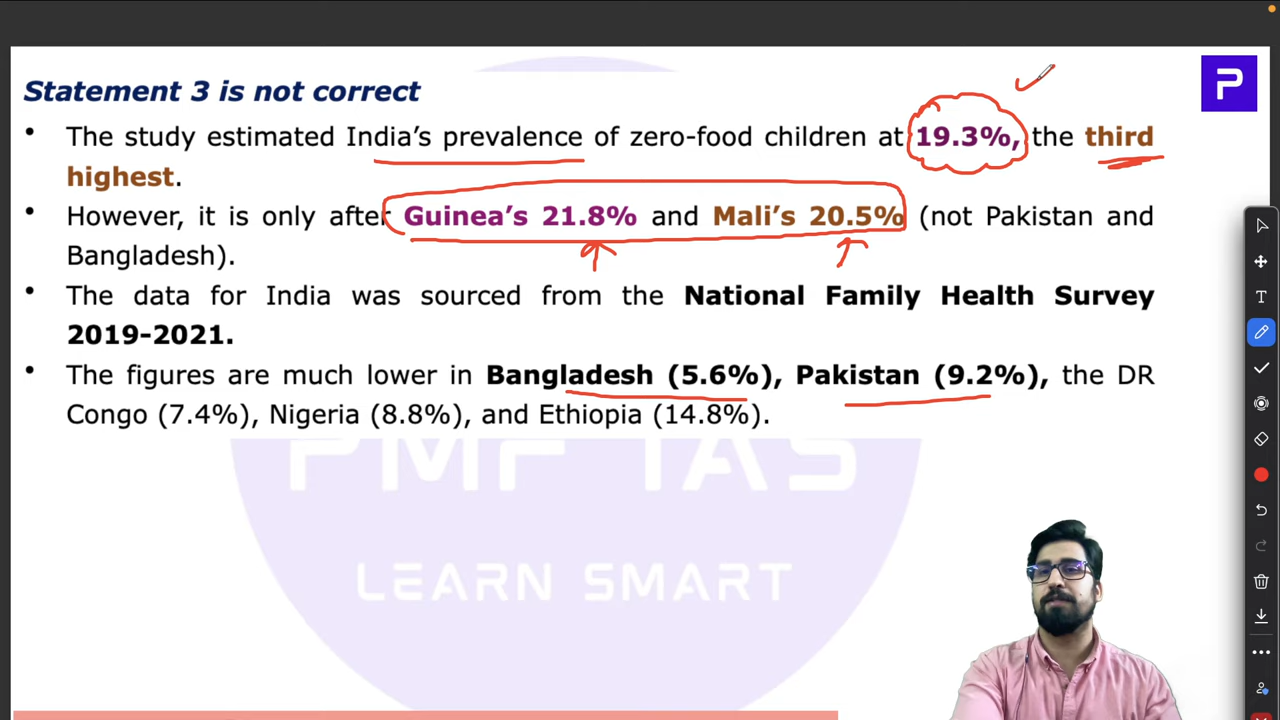 Statement 3 is not correct
P
• The study estimated India’s prevalence of zero-food children at 19.3%, the third
highest.
• However, it is only after Guinea’s 21.8% and Mali’s 20.5% (not Pakistan and
Bangladesh).
• The data for India was sourced from the National Family Health Survey
2019-2021.
• The figures are much lower in Bangladesh (5.6%), Pakistan (9.2%), the DR
Congo (7.4%), Nigeria (8.8%), and Ethiopia (14.8%).
PMF IAS
LEARN SMART
T